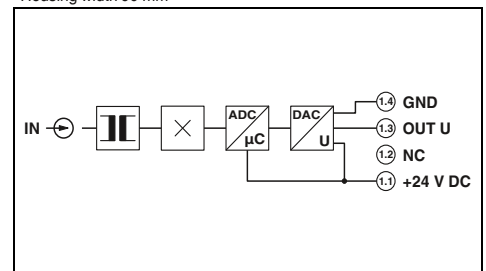 Housing width 55 mm
IN
ADC
µC
DAC
U
1.4 GND
1.3 OUT U
1.2 NC
1.1 +24 V DC